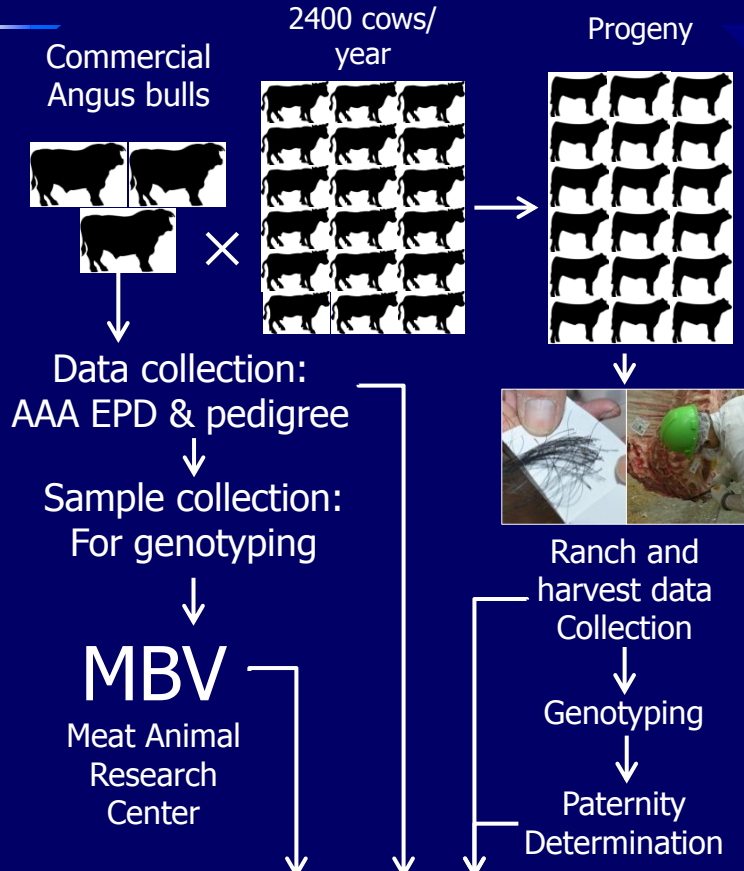 Commercial
Angus bulls
2400 cows/
year
Progeny
Data collection:
AAA EPD & pedigree
Sample collection:
For genotyping
MBV
Meat Animal
Research
Center
Ranch and
harvest data
Collection
Genotyping
Paternity
Determination